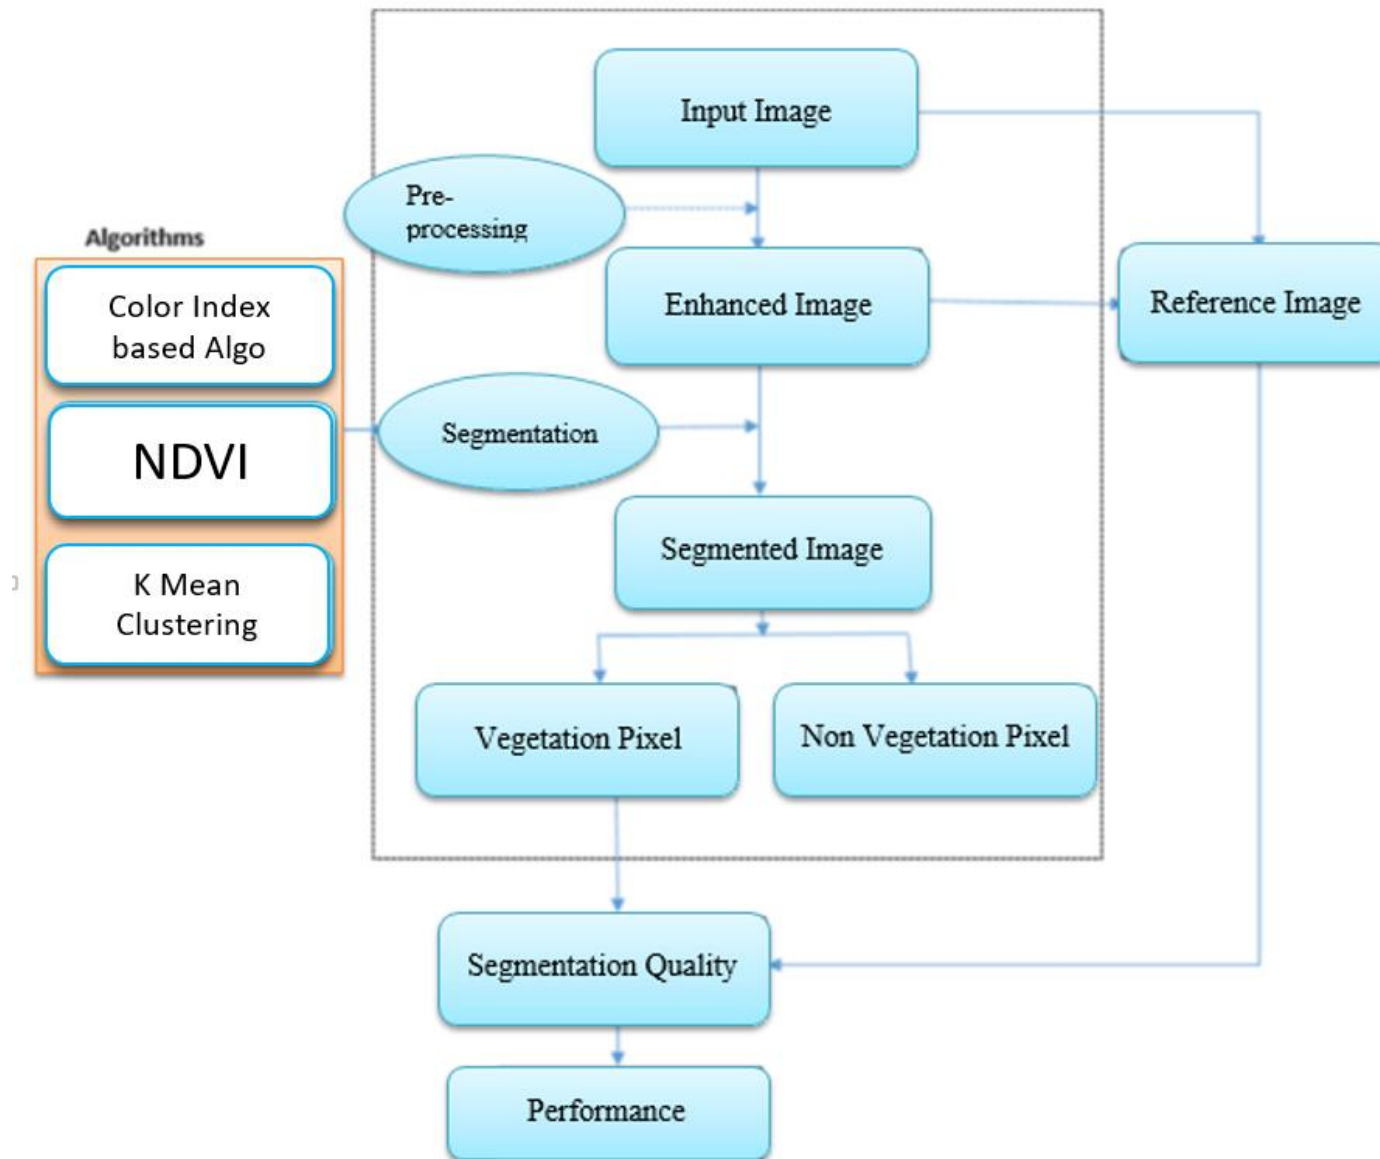 Input Image
Pre-
processing
Algorithms
Color Index
based Algo
Enhanced Image
Reference Image
NDVI
Segmentation
K Mean
Clustering
Segmented Image
Vegetation Pixel
Non Vegetation Pixel
Segmentation Quality
Performance